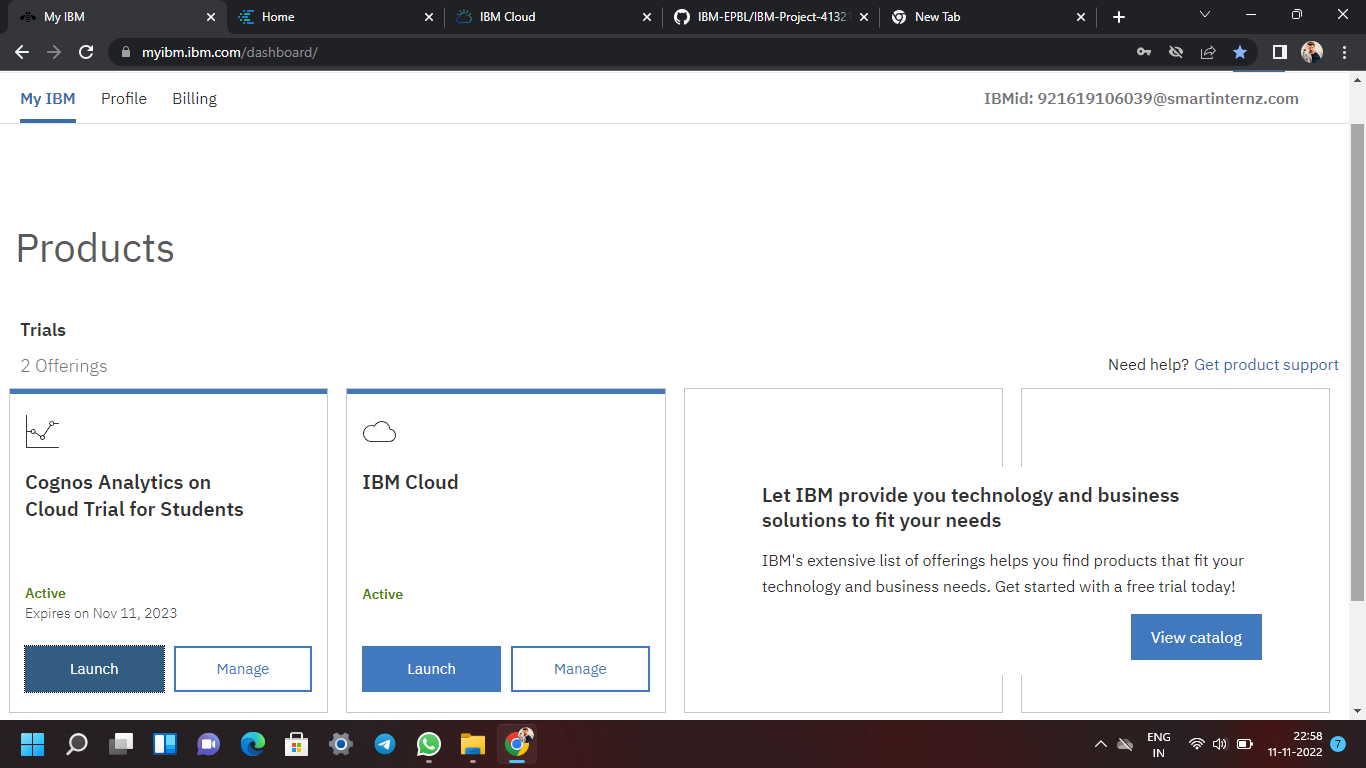 My IBM
Home
IBM Cloud
IBM-EPBL/IBM-Project-4132
New Tab
myibm.ibm.com/dashboard/
My IBM Profile Billing
IBMid: 921619106039@smartinternz.com
Products
Trials
2 Offerings
Need help? Get product support
Cognos Analytics on
Cloud Trial for Students
Active
Expires on Nov 11, 2023
Launch Manage
IBM Cloud
Active
Launch Manage
Let IBM provide you technology and business
solutions to fit your needs
IBM's extensive list of offerings helps you find products that fit your
technology and business needs. Get started with a free trial today!
View catalog
ENG
IN
22:58
11-11-2022
7